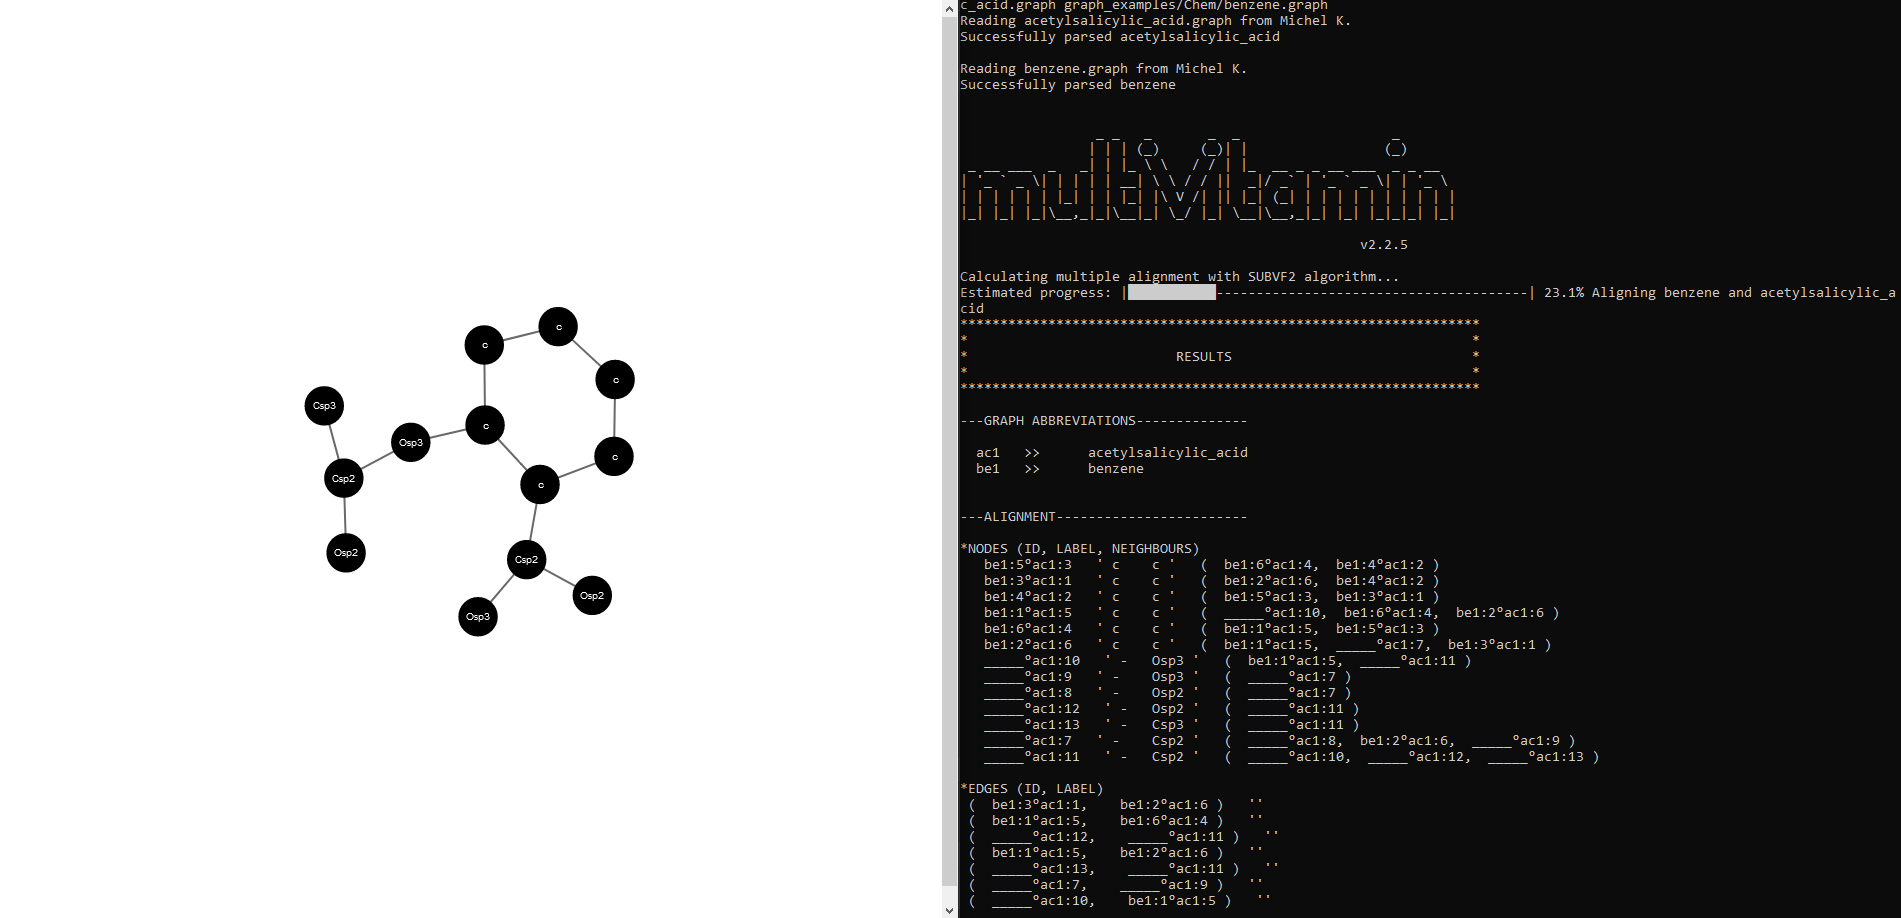 c
c
c
Csp3
c
Osp3
c
Csp2
c
Osp2
Csp2
Osp2
Osp3
c_acid.graph graph_examples/Chem/benzene.graph
Reading acetylsalicylic_acid.graph from Michel K.
Successfully parsed acetylsalicylic_acid
Reading benzene.graph from Michel K.
Successfully parsed benzene
multiVitamin
v2.2.5
Calculating multiple alignment with SUBVF2 algorithm...
Estimated progress: |---------------------------------------| 23.1% Aligning benzene and acetylsalicylic_a
cid
*****************************************************************
* *
* RESULTS *
* *
*****************************************************************
---GRAPH ABBREVIATIONS--------------
ac1 >> acetylsalicylic_acid
be1 >> benzene
---ALIGNMENT------------------------
*NODES (ID, LABEL, NEIGHBOURS)
be1:5°ac1:3 ' c c ' ( be1:6°ac1:4, be1:4°ac1:2 )
be1:3°ac1:1 ' c c ' ( be1:2°ac1:6, be1:4°ac1:2 )
be1:4°ac1:2 ' c c ' ( be1:5°ac1:3, be1:3°ac1:1 )
be1:1°ac1:5 ' c c ' ( _____°ac1:10, be1:6°ac1:4, be1:2°ac1:6 )
be1:6°ac1:4 ' c c ' ( be1:1°ac1:5, be1:5°ac1:3 )
be1:2°ac1:6 ' c c ' ( be1:1°ac1:5, _____°ac1:7, be1:3°ac1:1 )
_____°ac1:10 ' - Osp3 ' ( be1:1°ac1:5, _____°ac1:11 )
_____°ac1:9 ' - Osp3 ' ( _____°ac1:7 )
_____°ac1:8 ' - Osp2 ' ( _____°ac1:7 )
_____°ac1:12 ' - Osp2 ' ( _____°ac1:11 )
_____°ac1:13 ' - Csp3 ' ( _____°ac1:11 )
_____°ac1:7 ' - Csp2 ' ( _____°ac1:8, be1:2°ac1:6, _____°ac1:9 )
_____°ac1:11 ' - Csp2 ' ( _____°ac1:10, _____°ac1:12, _____°ac1:13 )
*EDGES (ID, LABEL)
( be1:3°ac1:1, be1:2°ac1:6 ) ''
( be1:1°ac1:5, be1:6°ac1:4 ) ''
( _____°ac1:12, _____°ac1:11 ) ''
( be1:1°ac1:5, be1:2°ac1:6 ) ''
( _____°ac1:13, _____°ac1:11 ) ''
( _____°ac1:7, _____°ac1:9 ) ''
( _____°ac1:10, be1:1°ac1:5 ) ''